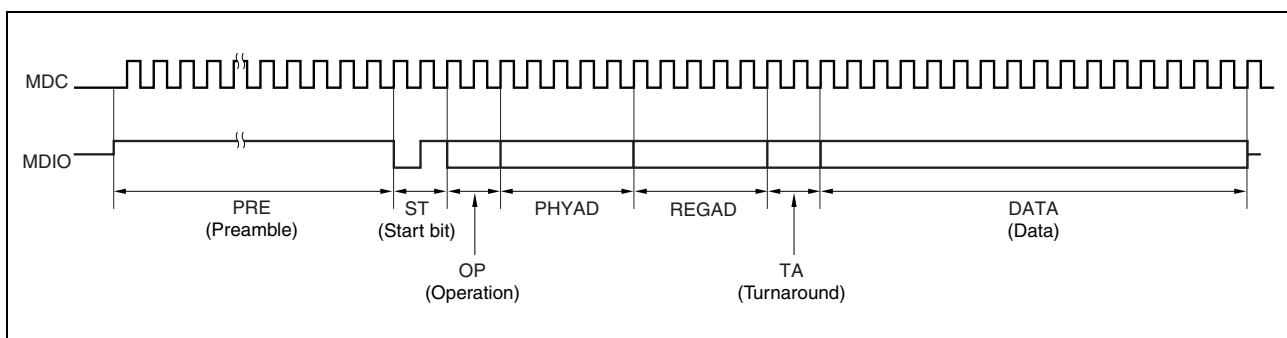 MDC
MDIO
PRE
(Preamble)
ST
(Start bit)
PHYAD
REGAD
DATA
(Data)
OP
(Operation)
TA
(Turnaround)